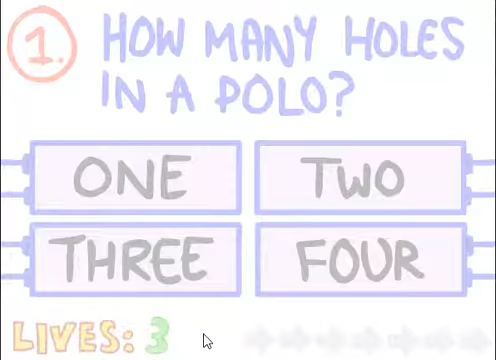 1. HOW MANY HOLES
IN A POLO?
ONE
TWO
THREE
FOUR
LIVES: 3